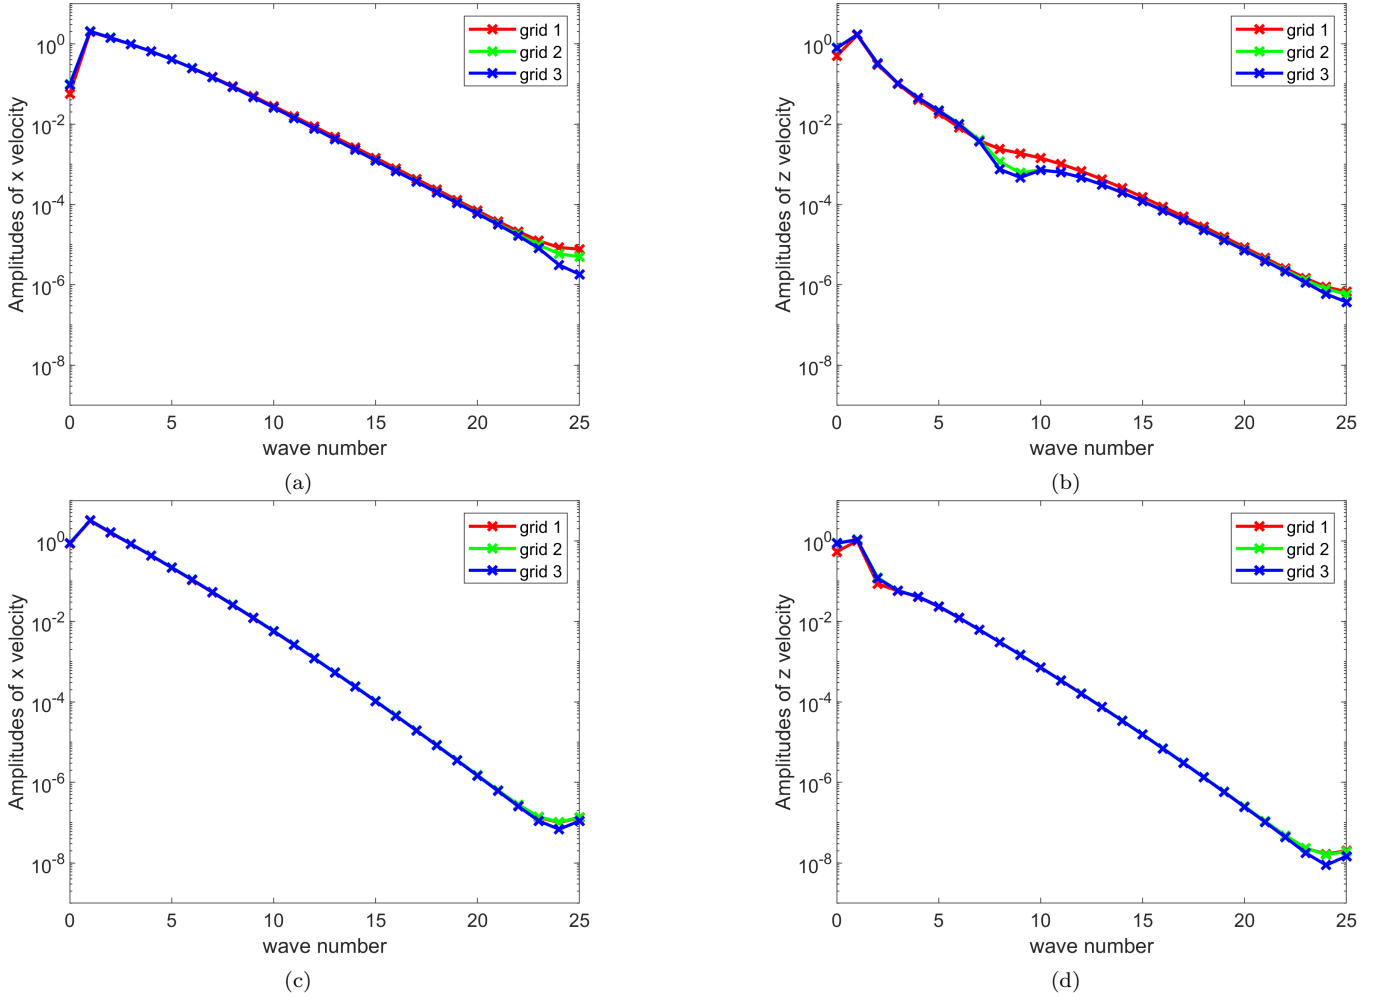 Amplitudes of x velocity
10^0
10^-2
10^-4
10^-6
10^-8
0 5 10 15 20 25
wave number
grid 1
grid 2
grid 3
(a)
Amplitudes of z velocity
10^0
10^-2
10^-4
10^-6
10^-8
0 5 10 15 20 25
wave number
grid 1
grid 2
grid 3
(b)
Amplitudes of x velocity
10^0
10^-2
10^-4
10^-6
10^-8
0 5 10 15 20 25
wave number
grid 1
grid 2
grid 3
(c)
Amplitudes of z velocity
10^0
10^-2
10^-4
10^-6
10^-8
0 5 10 15 20 25
wave number
grid 1
grid 2
grid 3
(d)